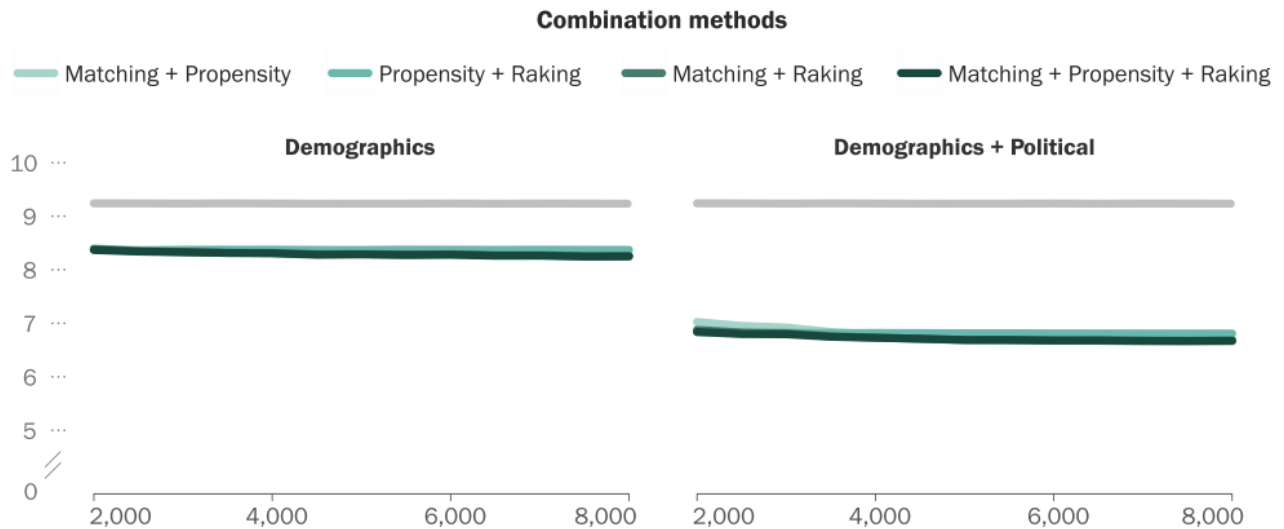 Combination methods
Matching + Propensity Propensity + Raking Matching + Raking Matching + Propensity + Raking
Demographics Demographics + Political
10
9
8
7
6
5
0
2,000 4,000 6,000 8,000 2,000 4,000 6,000 8,000